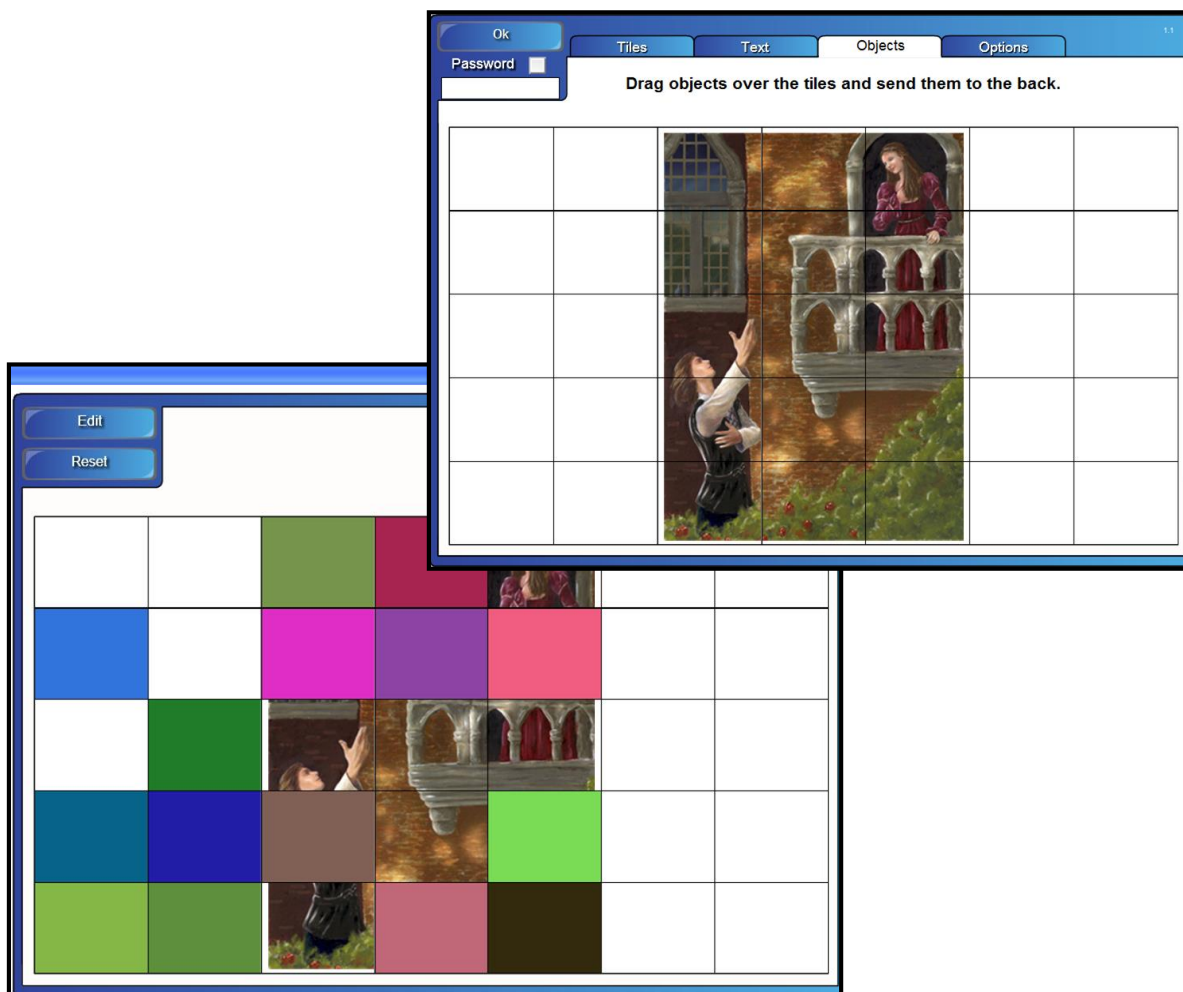 Ok
Password
Tiles
Text
Objects
Options
1.1
Drag objects over the tiles and send them to the back.
Edit
Reset